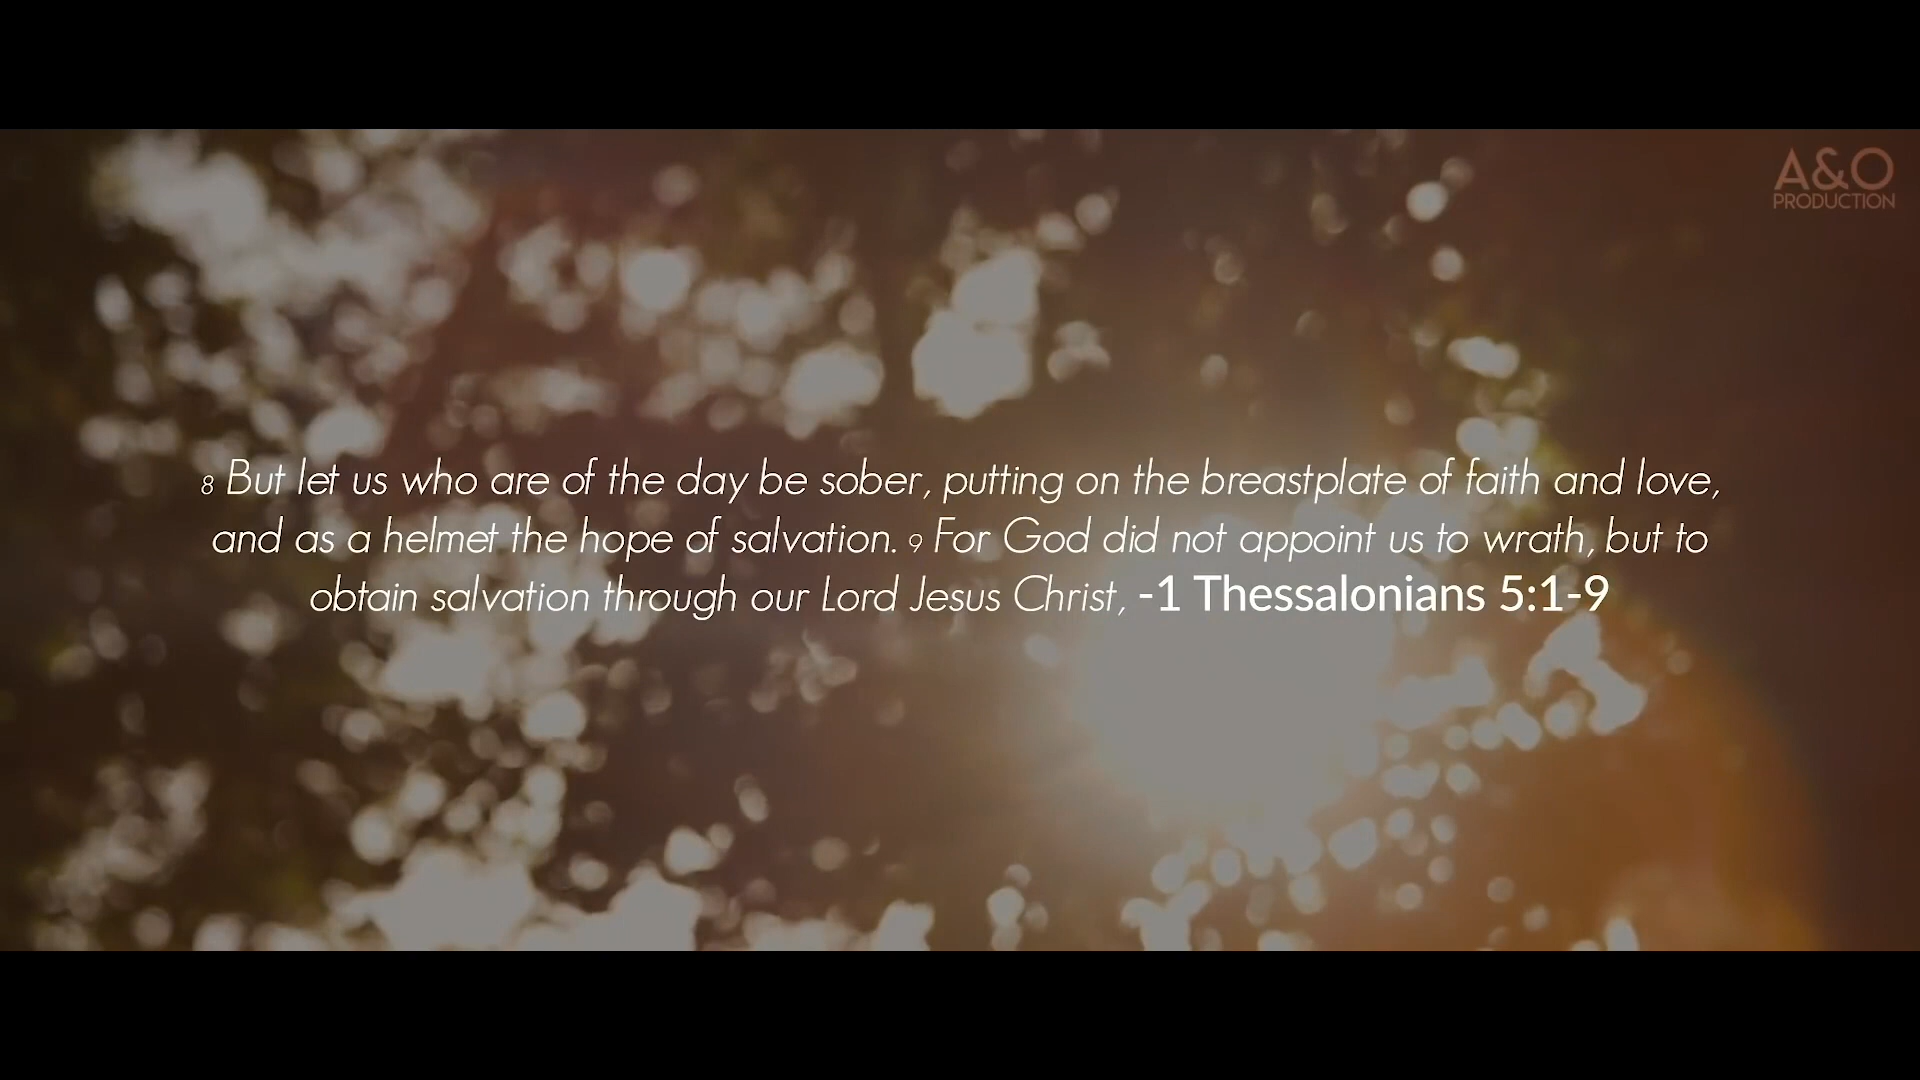 A&O
PRODUCTION
8 But let us who are of the day be sober, putting on the breastplate of faith and love,
and as a helmet the hope of salvation. 9 For God did not appoint us to wrath, but to
obtain salvation through our Lord Jesus Christ, -1 Thessalonians 5:1-9